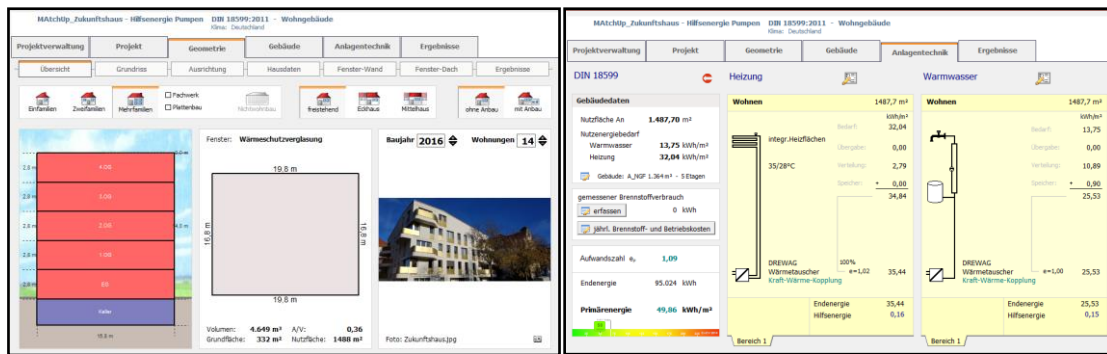 MAtchUp_Zukunftshaus - Hilfsenergie Pumpen DIN 18599:2011 - Wohngebäude
Klima: Deutschland
Projektverwaltung Projekt Geometrie Gebäude Anlagentechnik Ergebnisse
Übersicht Grundriss Ausrichtung Hausdaten Fenster-Wand Fenster-Dach Ergebnisse
Fachwerk
Plattenbau
Einfamilien Zweifamilien Mehrfamilien Nichtwohnbau freistehend Eckhaus Mittelhaus ohne Anbau mit Anbau
Fenster: Wärmeschutzverglasung
Baujahr 2016 Wohnungen 14
19,8 m
2,8 m 4.OG
2,8 m 3.OG
2,8 m 2.OG
2,8 m 1.OG
2,8 m EG
Keller
16,8 m 16,8 m
19,8 m
Volumen: 4.649 m³ A/V: 0,36
Grundfläche: 332 m² Nutzfläche: 1488 m²
Foto: Zukunftshaus.jpg
MAtchUp_Zukunftshaus - Hilfsenergie Pumpen DIN 18599:2011 - Wohngebäude
Klima: Deutschland
Projektverwaltung Projekt Geometrie Gebäude Anlagentechnik Ergebnisse
DIN 18599
Gebäudedaten
Nutzfläche An 1.487,70 m²
Nutzenergiebedarf
Warmwasser 13,75 kWh/m²
Heizung 32,04 kWh/m²
Gebäude: A_NGF 1.364 m² - 5 Etagen
gemessener Brennstoffverbrauch
erfassen 0 kWh
jährl. Brennstoff- und Betriebskosten
Aufwandszahl eₚ 1,09
Endenergie 95.024 kWh
Primärenergie 49,86 kWh/m²
Heizung
Wohnen 1487,7 m²
kWh/m²
Bedarf: 32,04
integr.Heizflächen
Übergabe: 0,00
35/28°C Verteilung: 2,79
Speicher: + 0,00
34,84
DREWAG 100%
Wärmetauscher e=1,02 35,44
Kraft-Wärme-Kopplung
Endenergie 35,44
Hilfsenergie 0,16
Bereich 1
Warmwasser
Wohnen 1487,7 m²
kWh/m²
Bedarf: 13,75
Übergabe: 0,00
Verteilung: 10,89
Speicher: + 0,90
25,53
DREWAG
Wärmetauscher e=1,00 25,53
Kraft-Wärme-Kopplung
Endenergie 25,53
Hilfsenergie 0,15
Bereich 1